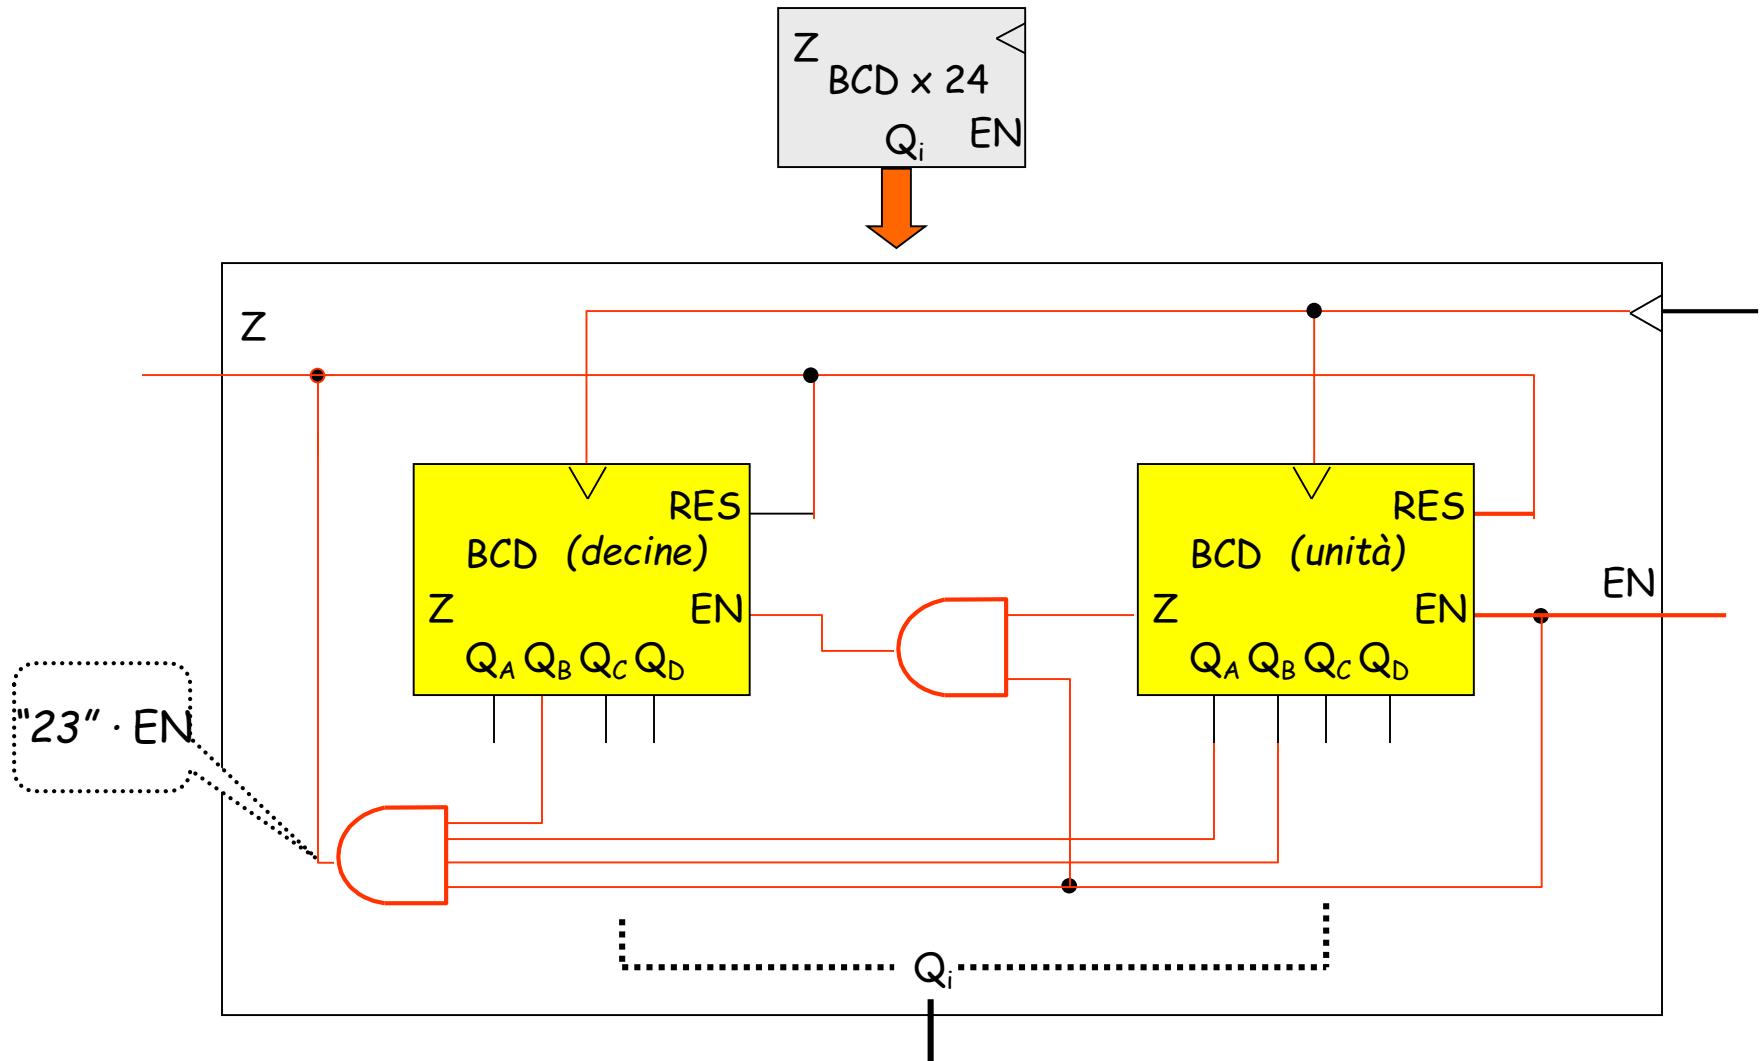 Z
BCD x 24
Qi EN
Z
RES
BCD (decine)
Z EN
QA QB QC QD
RES
BCD (unità)
Z EN
QA QB QC QD
EN
"23" · EN
Qi